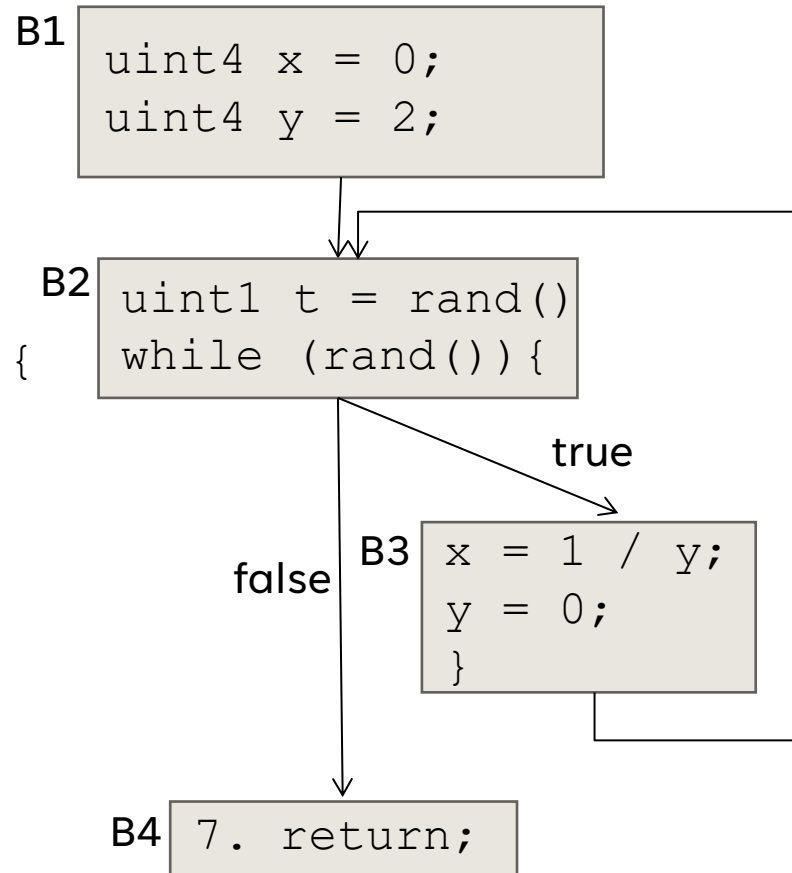 B1
uint4 x = 0;
uint4 y = 2;
B2
uint1 t = rand()
{ while (rand()){
true
false
B3
x = 1 / y;
y = 0;
}
B4
7. return;